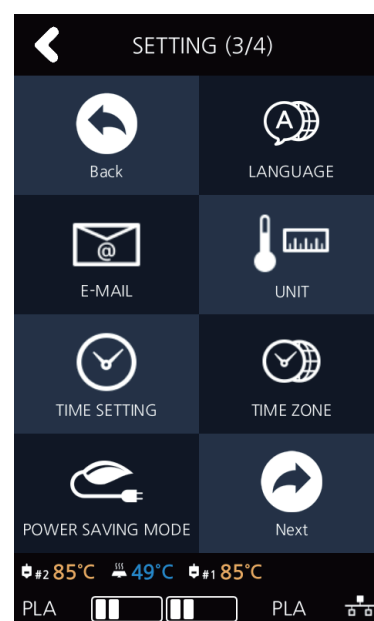 SETTING (3/4)
Back
LANGUAGE
E-MAIL
UNIT
TIME SETTING
TIME ZONE
POWER SAVING MODE
Next
#2 85°C 49°C #1 85°C
PLA PLA